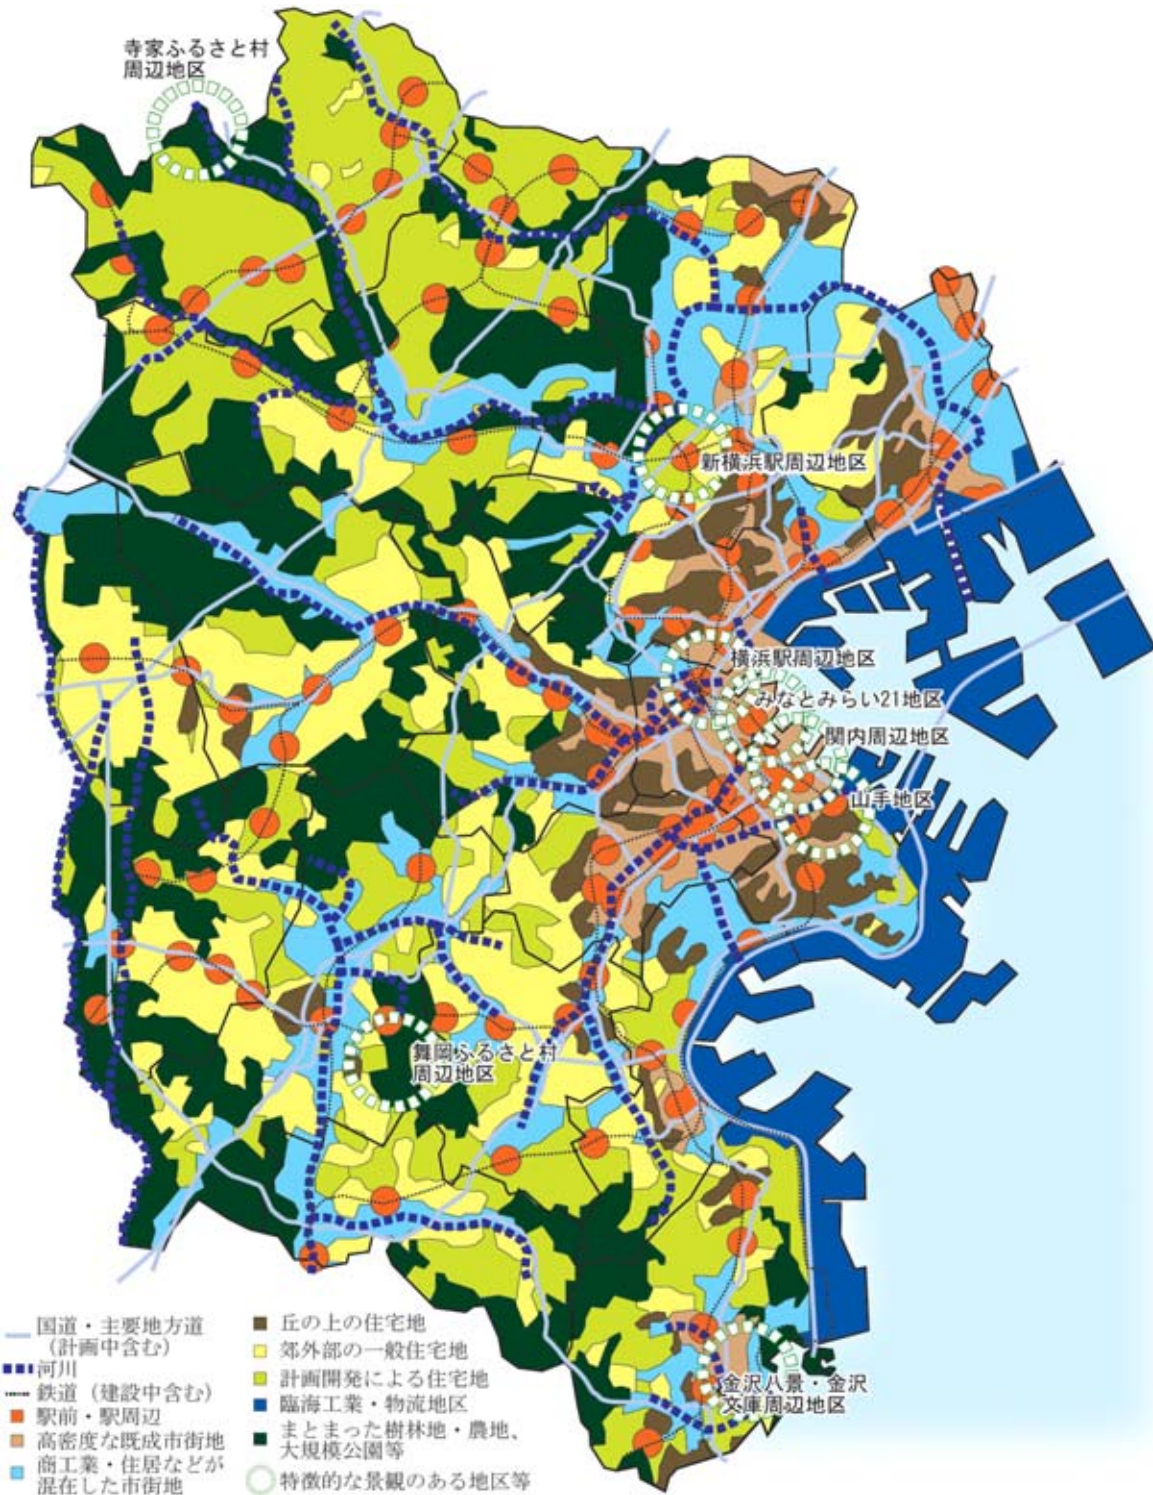 寺家ふるさと村
周辺地区
新横浜駅周辺地区
横浜駅周辺地区
みなとみらい21地区
関内周辺地区
山手地区
舞岡ふるさと村
周辺地区
金沢八景・金沢
文庫周辺地区
国道・主要地方道
（計画中含む）
河川
鉄道（建設中含む）
駅前・駅周辺
高密度な既成市街地
商工業・住居などが
混在した市街地
丘の上の住宅地
郊外部の一般住宅地
計画開発による住宅地
臨海工業・物流地区
まとまった樹林地・農地、
大規模公園等
特徴的な景観のある地区等